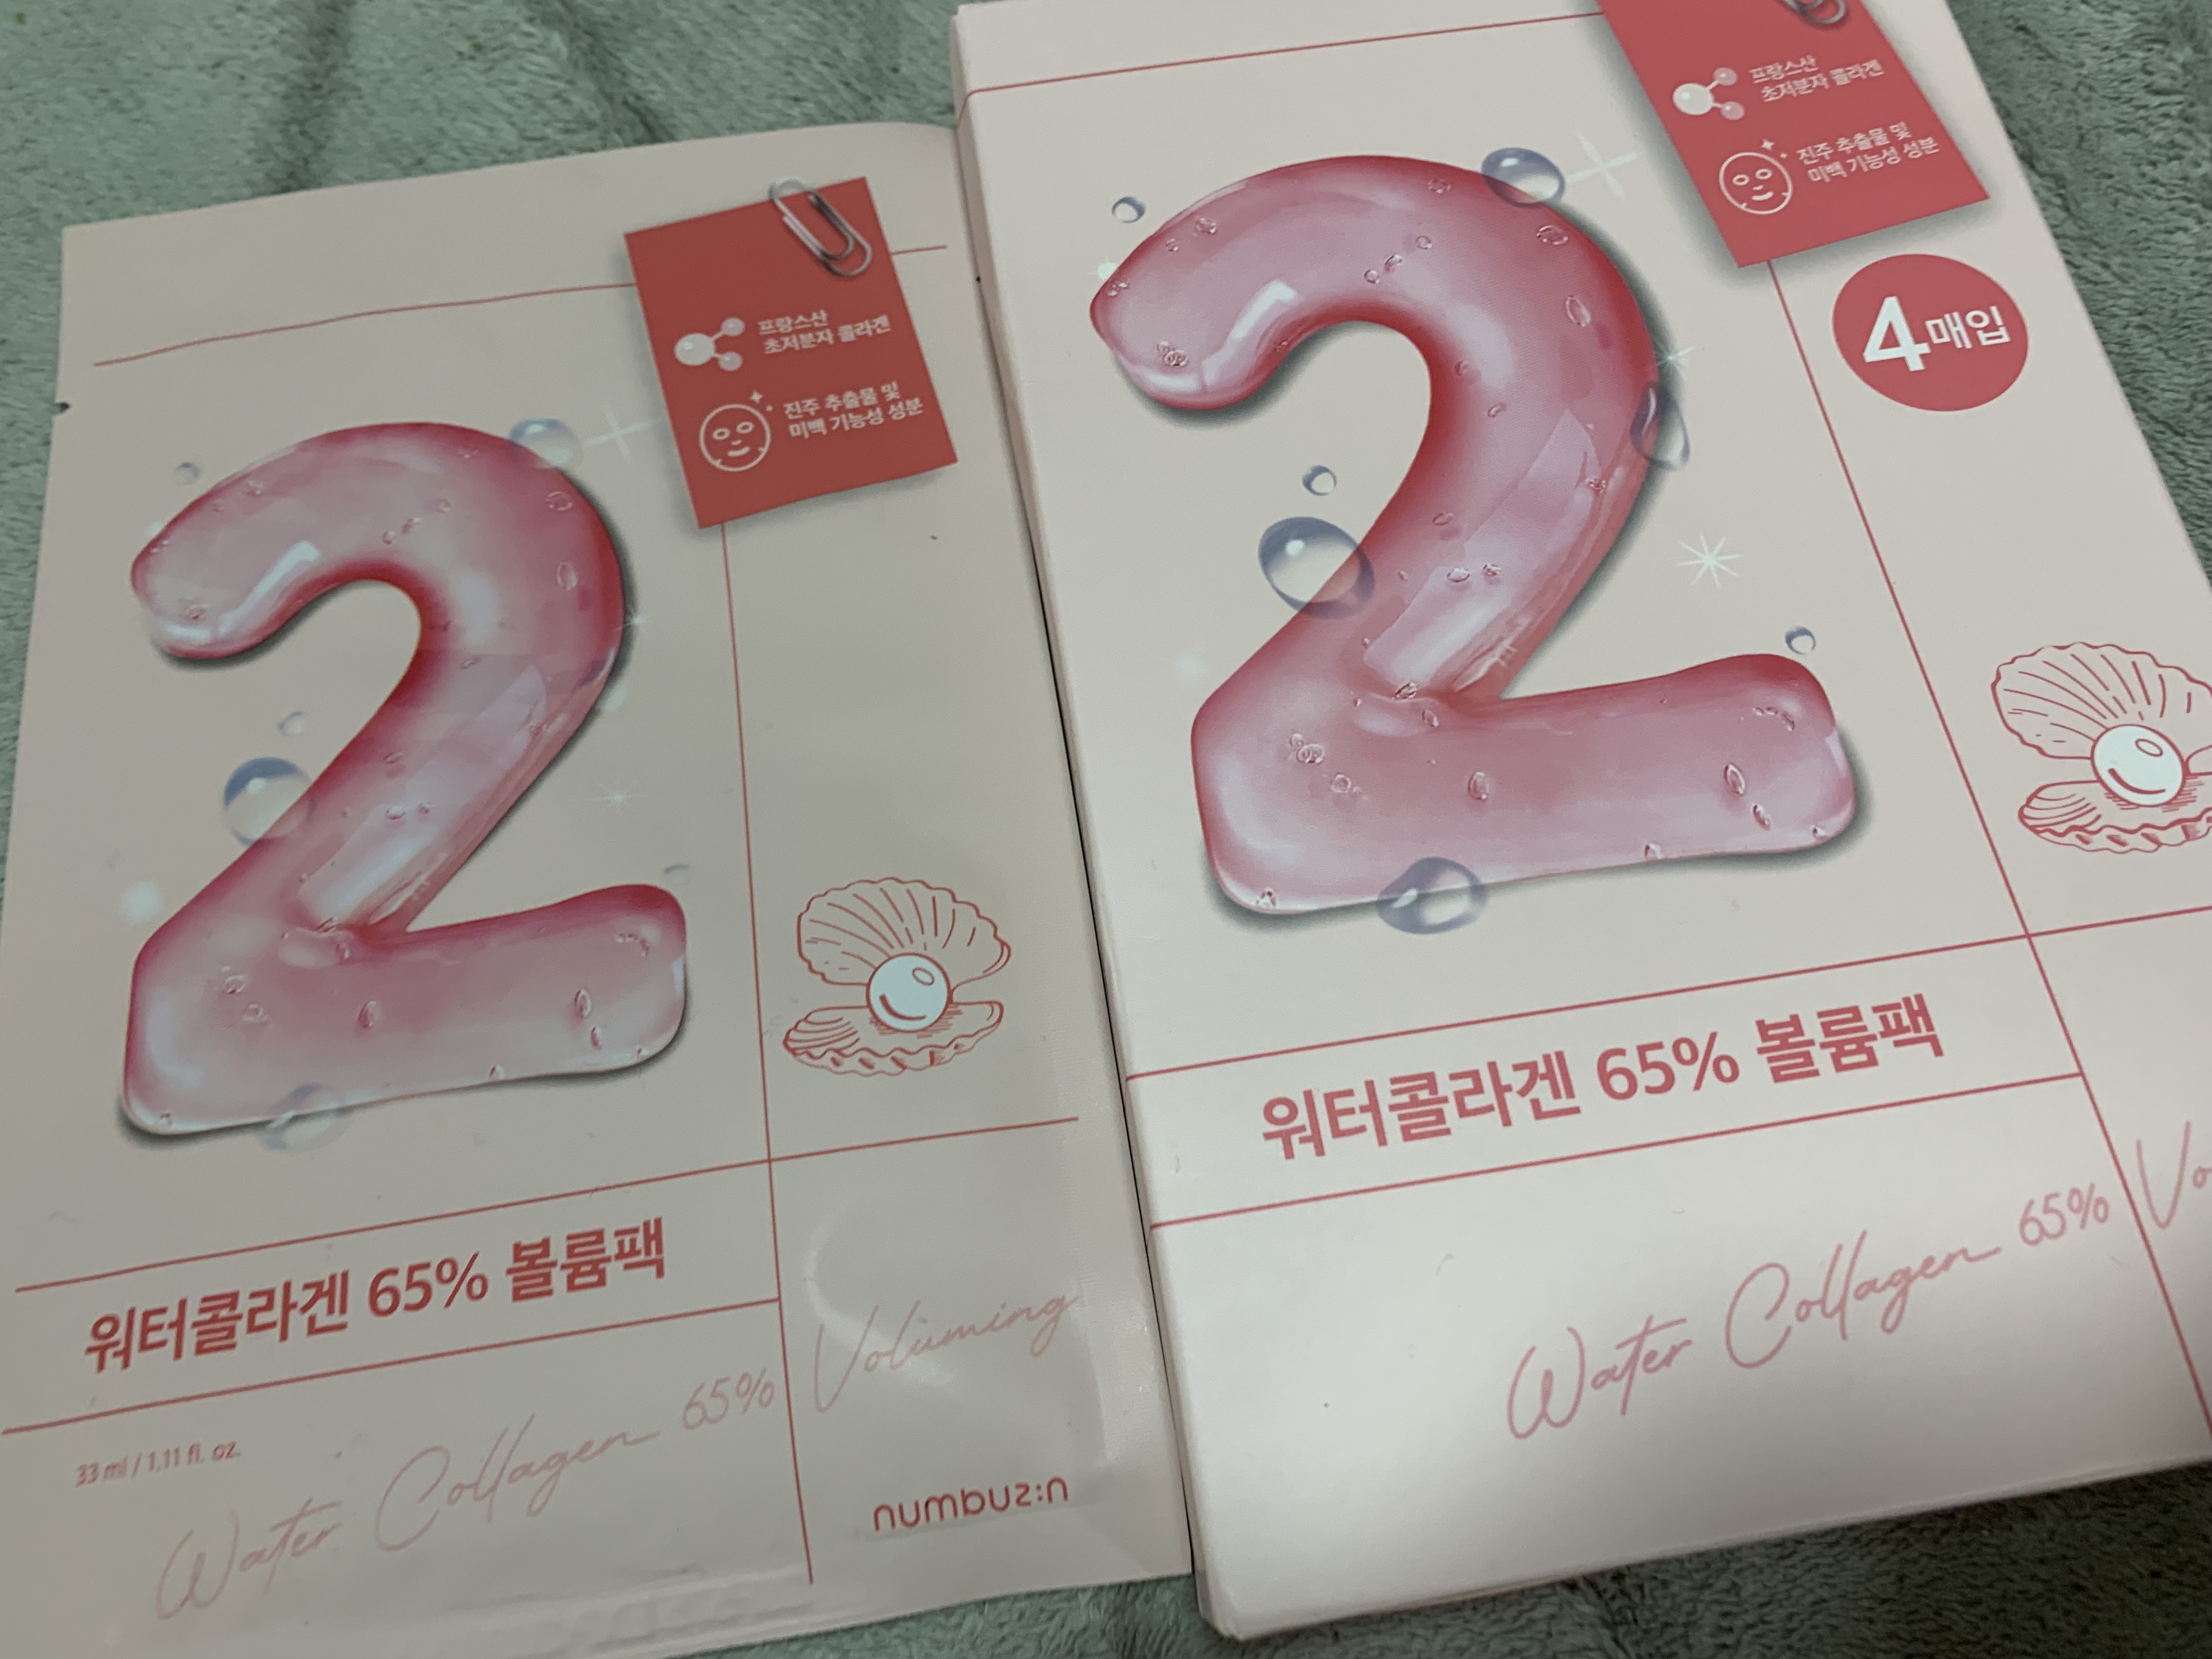 프랑스산
초저분자 콜라겐
진주 추출물 및
미백 기능성 성분
2
워터콜라겐 65% 볼륨팩
33 ml / 1.11 fl. oz.
Water Collagen 65% Voluming
numbuz:n
프랑스산
초저분자 콜라겐
진주 추출물 및
미백 기능성 성분
4매입
2
워터콜라겐 65% 볼륨팩
Water Collagen 65% Vo